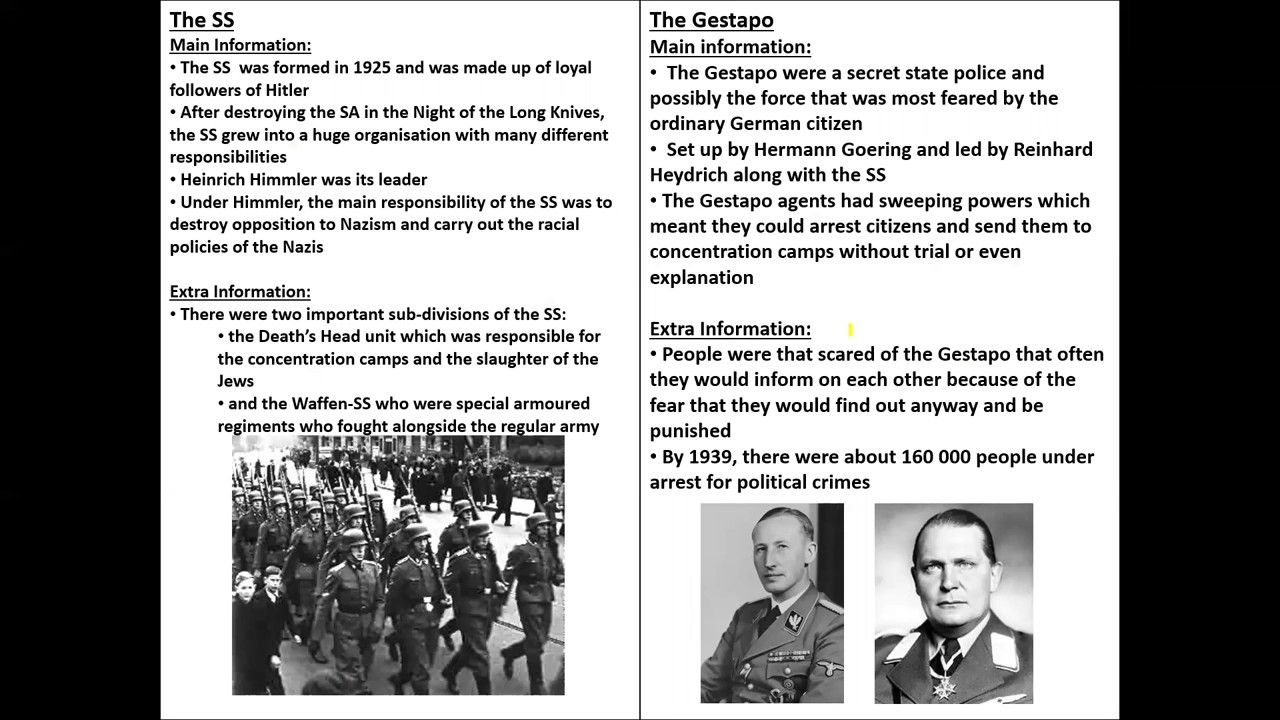 The SS
Main Information:
• The SS  was formed in 1925 and was made up of loyal
followers of Hitler
• After destroying the SA in the Night of the Long Knives,
the SS grew into a huge organisation with many different
responsibilities
• Heinrich Himmler was its leader
• Under Himmler, the main responsibility of the SS was to
destroy opposition to Nazism and carry out the racial
policies of the Nazis
Extra Information:
• There were two important sub-divisions of the SS:
• the Death's Head unit which was responsible for
the concentration camps and the slaughter of the
Jews
• and the Waffen-SS who were special armoured
regiments who fought alongside the regular army
The Gestapo
Main information:
•  The Gestapo were a secret state police and
possibly the force that was most feared by the
ordinary German citizen
•  Set up by Hermann Goering and led by Reinhard
Heydrich along with the SS
• The Gestapo agents had sweeping powers which
meant they could arrest citizens and send them to
concentration camps without trial or even
explanation
Extra Information:
• People were that scared of the Gestapo that often
they would inform on each other because of the
fear that they would find out anyway and be
punished
• By 1939, there were about 160 000 people under
arrest for political crimes